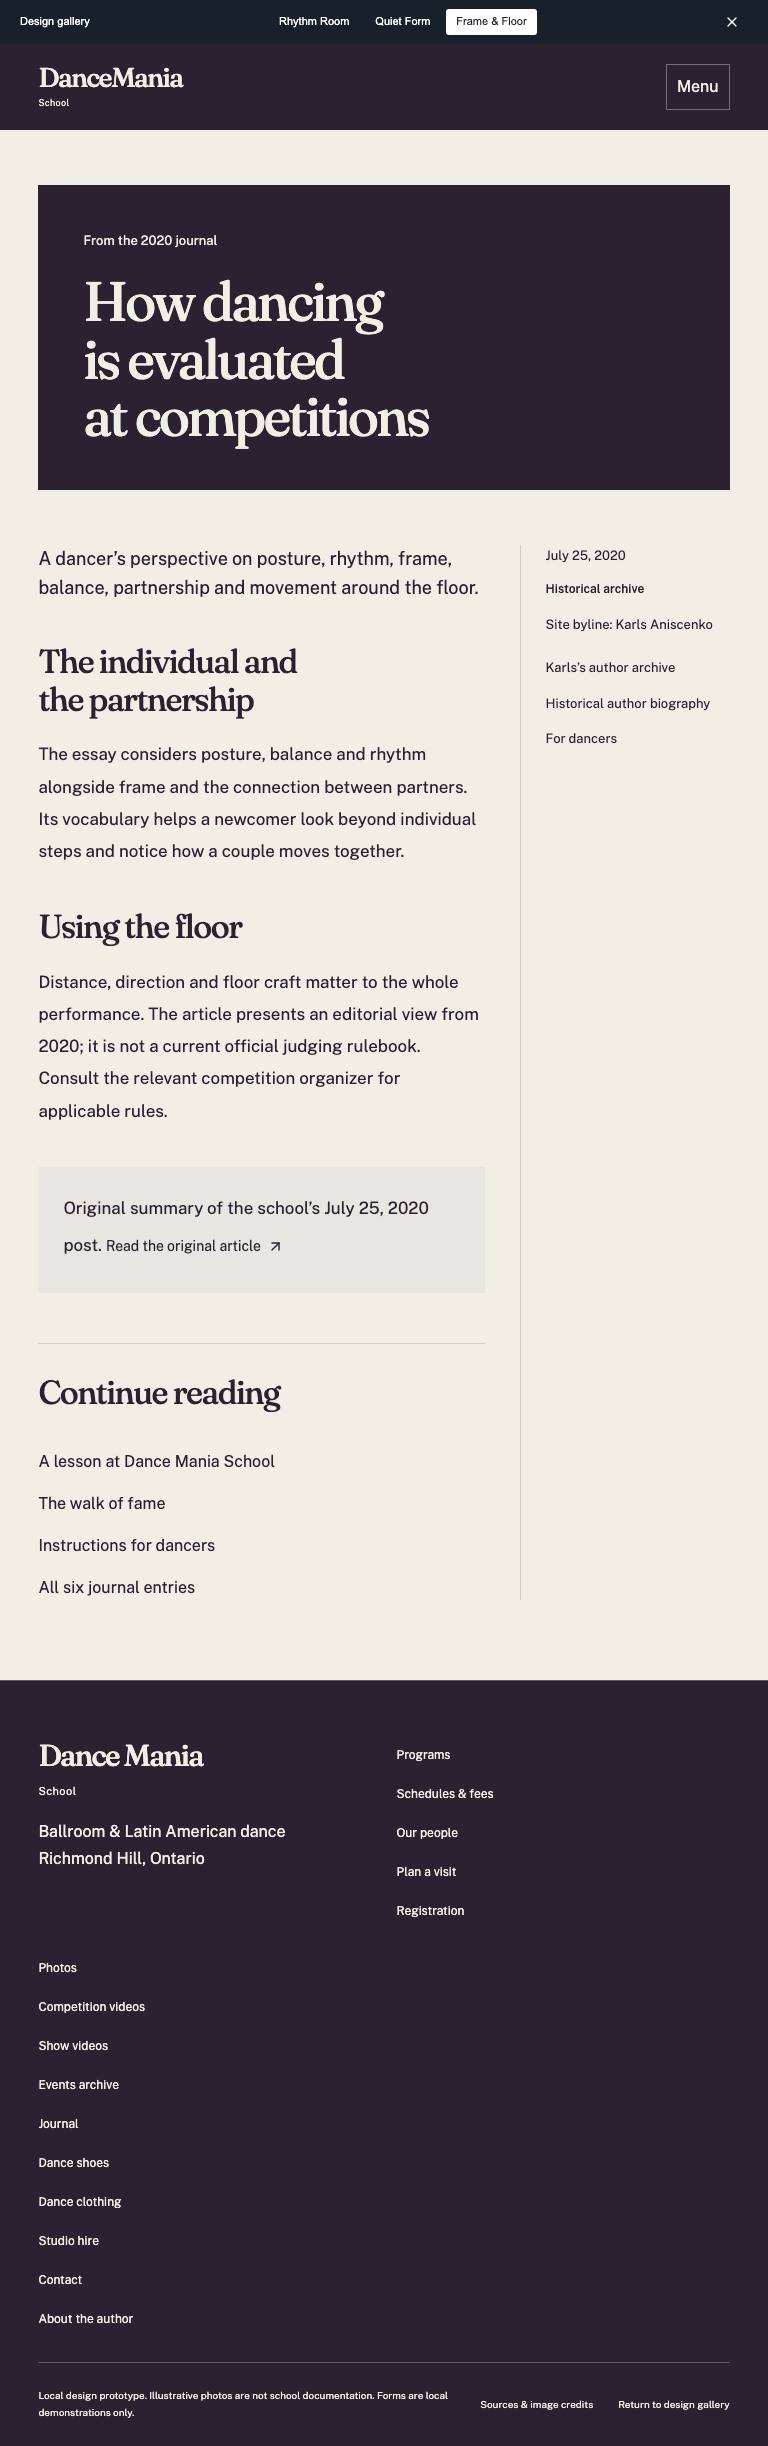 Design gallery
Rhythm Room
Quiet Form
Frame & Floor
DanceMania
School
Menu
From the 2020 journal
How dancing
is evaluated
at competitions
A dancer’s perspective on posture, rhythm, frame,
balance, partnership and movement around the floor.
The individual and
the partnership
The essay considers posture, balance and rhythm
alongside frame and the connection between partners.
Its vocabulary helps a newcomer look beyond individual
steps and notice how a couple moves together.
Using the floor
Distance, direction and floor craft matter to the whole
performance. The article presents an editorial view from
2020; it is not a current official judging rulebook.
Consult the relevant competition organizer for
applicable rules.
Original summary of the school’s July 25, 2020
post. Read the original article
Continue reading
A lesson at Dance Mania School
The walk of fame
Instructions for dancers
All six journal entries
July 25, 2020
Historical archive
Site byline: Karls Aniscenko
Karls’s author archive
Historical author biography
For dancers
Dance Mania
School
Ballroom & Latin American dance
Richmond Hill, Ontario
Programs
Schedules & fees
Our people
Plan a visit
Registration
Photos
Competition videos
Show videos
Events archive
Journal
Dance shoes
Dance clothing
Studio hire
Contact
About the author
Local design prototype. Illustrative photos are not school documentation. Forms are local
demonstrations only.
Sources & image credits
Return to design gallery